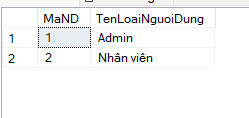 MaND TenLoaiNguoiDung
1 1 Admin
2 2 Nhân viên